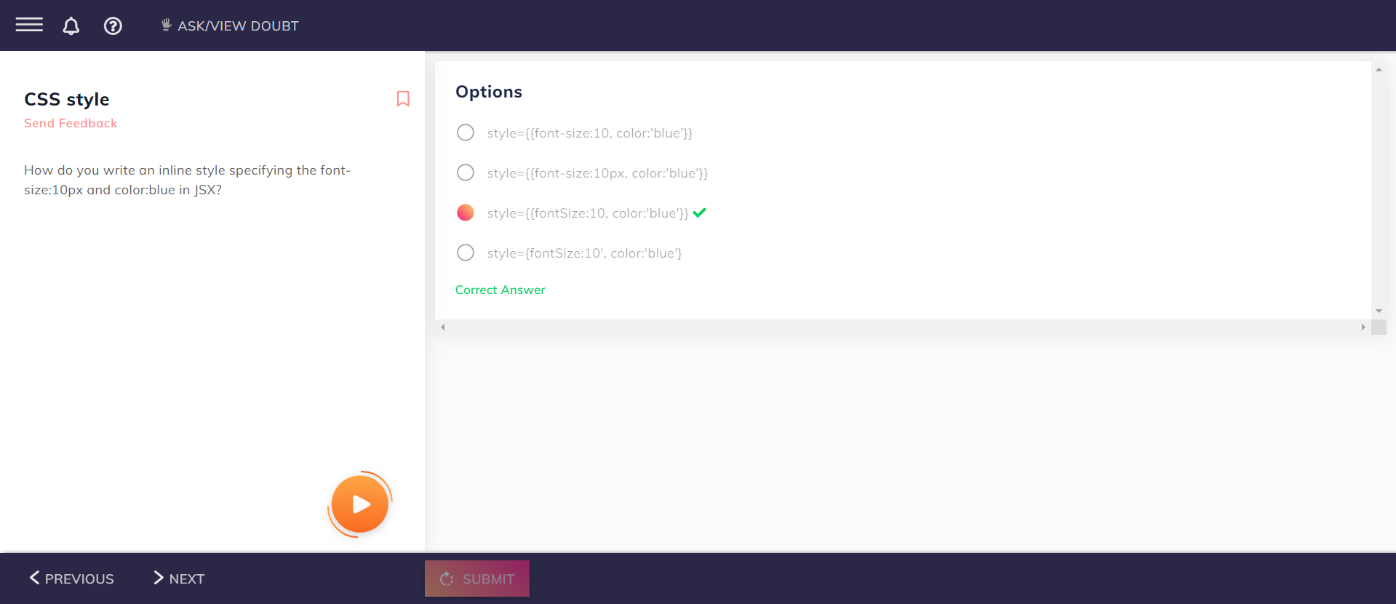 ASK/VIEW DOUBT
CSS style
Send Feedback
How do you write an inline style specifying the font-
size:10px and color:blue in JSX?
Options
style={{font-size:10, color:'blue'}}
style={{font-size:10px, color:'blue'}}
style={{fontSize:10, color:'blue'}}
style={fontSize:10', color:'blue'}
Correct Answer
PREVIOUS
NEXT
SUBMIT